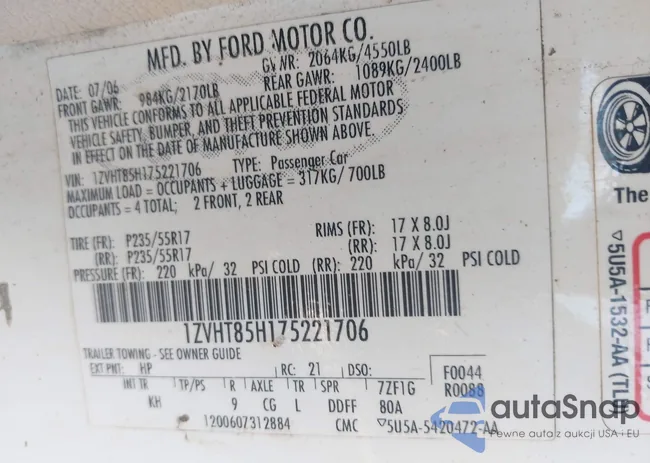 MFD. BY FORD MOTOR CO.
DATE: 07/06 GVWR: 2064KG/4550LB
FRONT GAWR: 984KG/2170LB REAR GAWR: 1089KG/2400LB
THIS VEHICLE CONFORMS TO ALL APPLICABLE FEDERAL MOTOR
VEHICLE SAFETY, BUMPER, AND THEFT PREVENTION STANDARDS
IN EFFECT ON THE DATE OF MANUFACTURE SHOWN ABOVE.
VIN: 1ZVHT85H175221706 TYPE: Passenger Car
MAXIMUM LOAD = OCCUPANTS + LUGGAGE = 317KG/ 700LB
OCCUPANTS = 4 TOTAL; 2 FRONT, 2 REAR
TIRE (FR): P235/55R17 RIMS (FR): 17 X 8.0J
(RR): P235/55R17 (RR): 17 X 8.0J
PRESSURE (FR): 220 kPa/ 32 PSI COLD (RR): 220 kPa/ 32 PSI COLD
1ZVHT85H175221706
TRAILER TOWING - SEE OWNER GUIDE
EXT PNT: HP RC: 21 DSO: F0044
INT TR TP/PS R AXLE TR SPR 7ZF1G R0088
KH 9 CG L DDFF 80A
1200607312884 CMC ▽5U5A-5420472-AA
The
▽5U5A-1532-AA (TU
autoSnap
Pewne auta z aukcji USA i EU